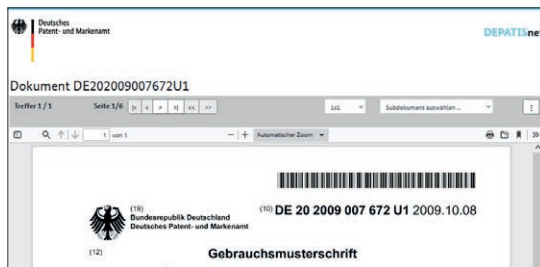 Deutsches
Patent- und Markenamt
DEPATISnet
Dokument DE202009007672U1
Treffer 1 / 1 Seite 1/6 |< < > >| << >> 1x1 Subdokument auswählen ...
1 von 1 Automatischer Zoom
(19)
Bundesrepublik Deutschland
Deutsches Patent- und Markenamt
(10) DE 20 2009 007 672 U1 2009.10.08
(12)
Gebrauchsmusterschrift